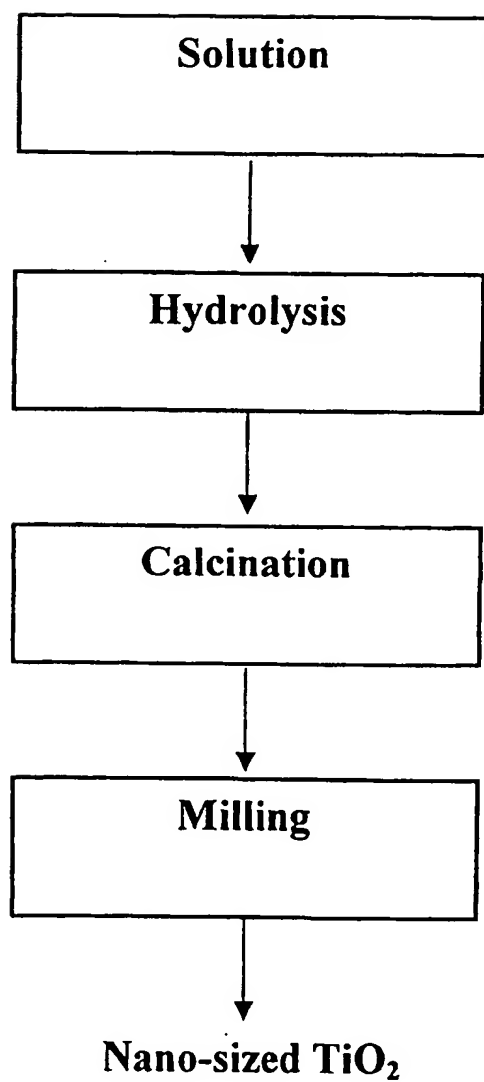 Solution
Hydrolysis
Calcination
Milling
Nano-sized TiO₂